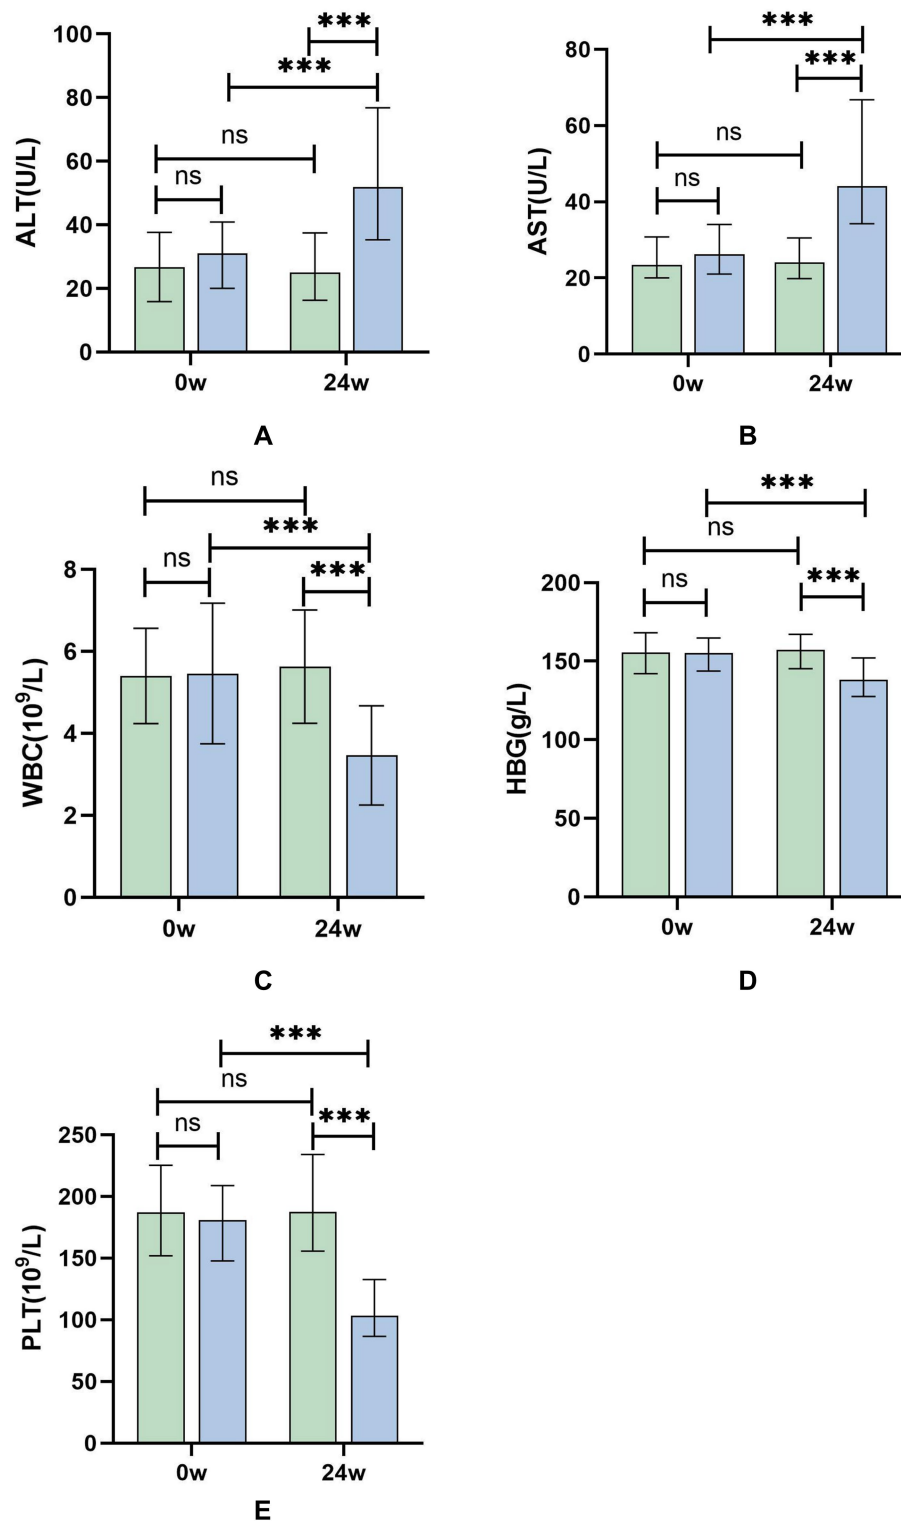 ***
***
ns
ns
100
80
60
40
20
0
ALT(U/L)
0w
24w
A
***
***
ns
ns
80
60
40
20
0
AST(U/L)
0w
24w
B
ns
***
ns
***
8
6
4
2
0
WBC(10⁹/L)
0w
24w
C
***
ns
ns
***
200
150
100
50
0
HBG(g/L)
0w
24w
D
***
ns
ns
***
250
200
150
100
50
0
PLT(10⁹/L)
0w
24w
E